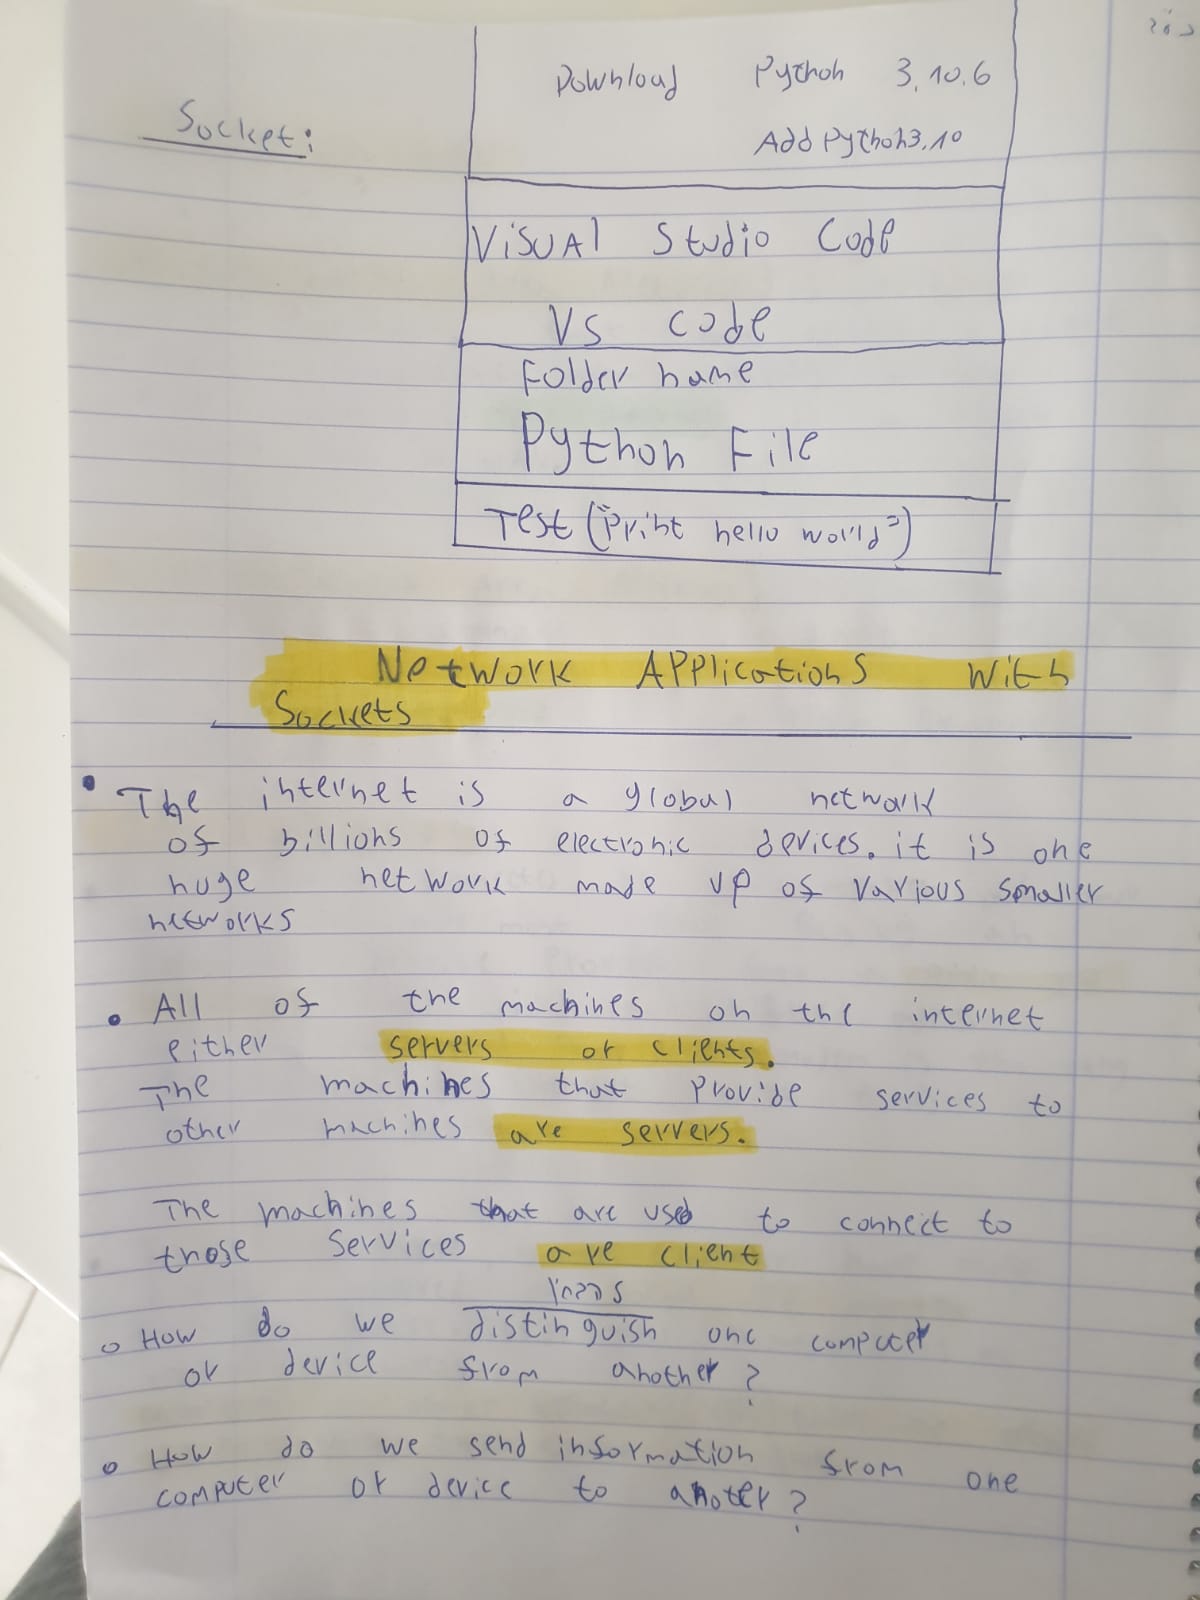 Socket:
Download Python 3.10.6
Add Python3.10
Visual Studio Code
VS code
Folder name
Python File
Test ("Print hello world")
Network Applications with
Sockets
• The internet is a global network
of billions of electronic devices. it is one
huge network made up of various smaller
networks
• All of the machines on the internet
either servers or clients.
The machines that provide services to
other machines are servers.
The machines that are used to connect to
those services are client
• How do we distinguish one computer
or device from another?
• How do we send information from one
computer or device to anoter?